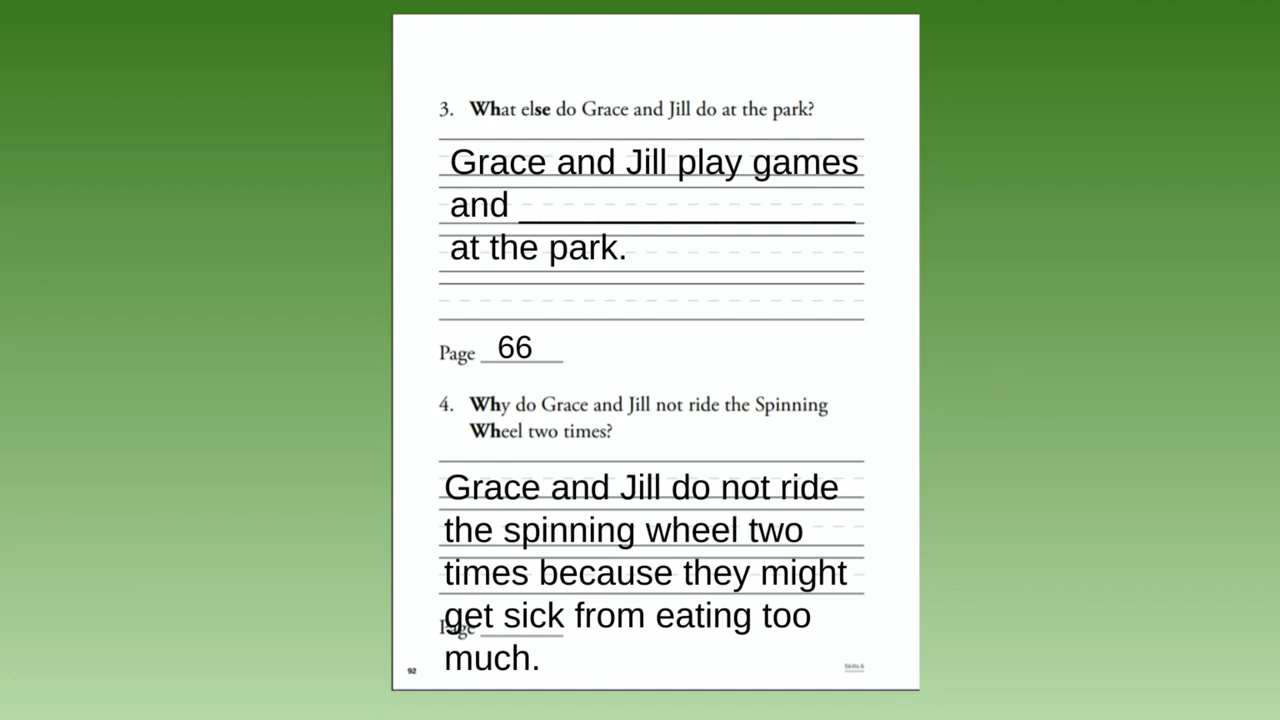 3. What else do Grace and Jill do at the park?
Grace and Jill play games
and ___________________
at the park.
Page 66
4. Why do Grace and Jill not ride the Spinning
Wheel two times?
Grace and Jill do not ride
the spinning wheel two
times because they might
get sick from eating too
Page
much.
92
Skills 6